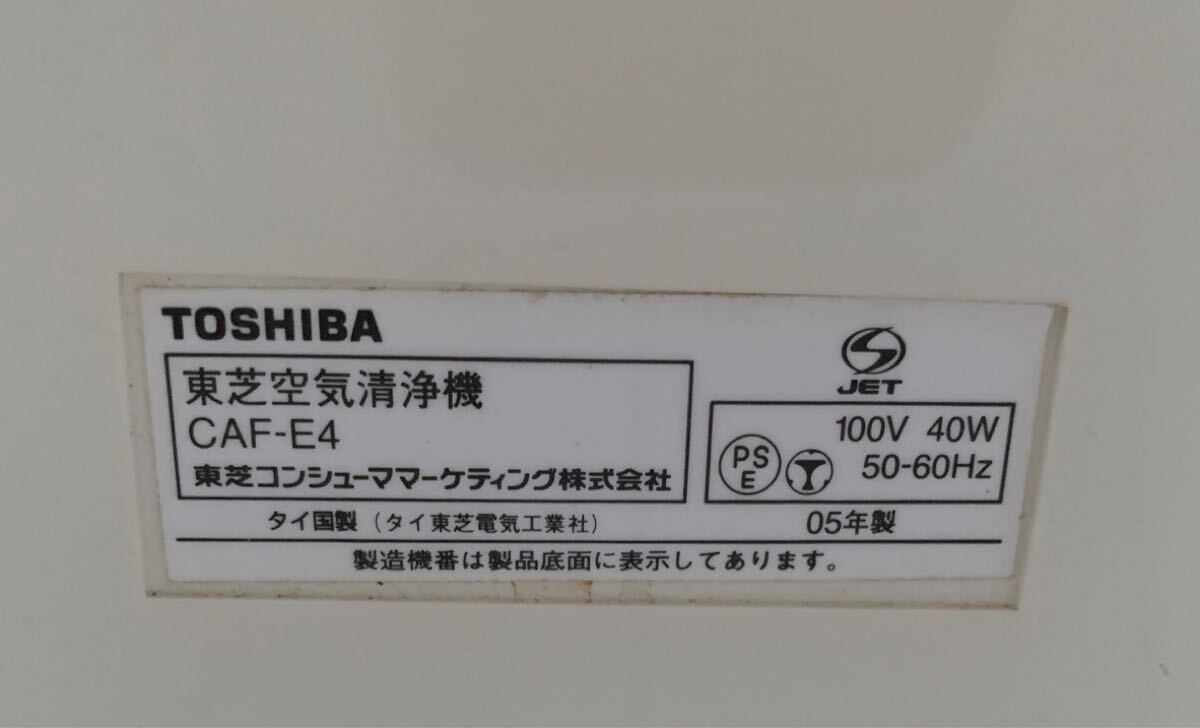 TOSHIBA
東芝空気清浄機
CAF-E4
東芝コンシューママーケティング株式会社
JET
100V 40W
PS
E
50-60Hz
タイ国製（タイ東芝電気工業社）
05年製
製造機番は製品底面に表示してあります。